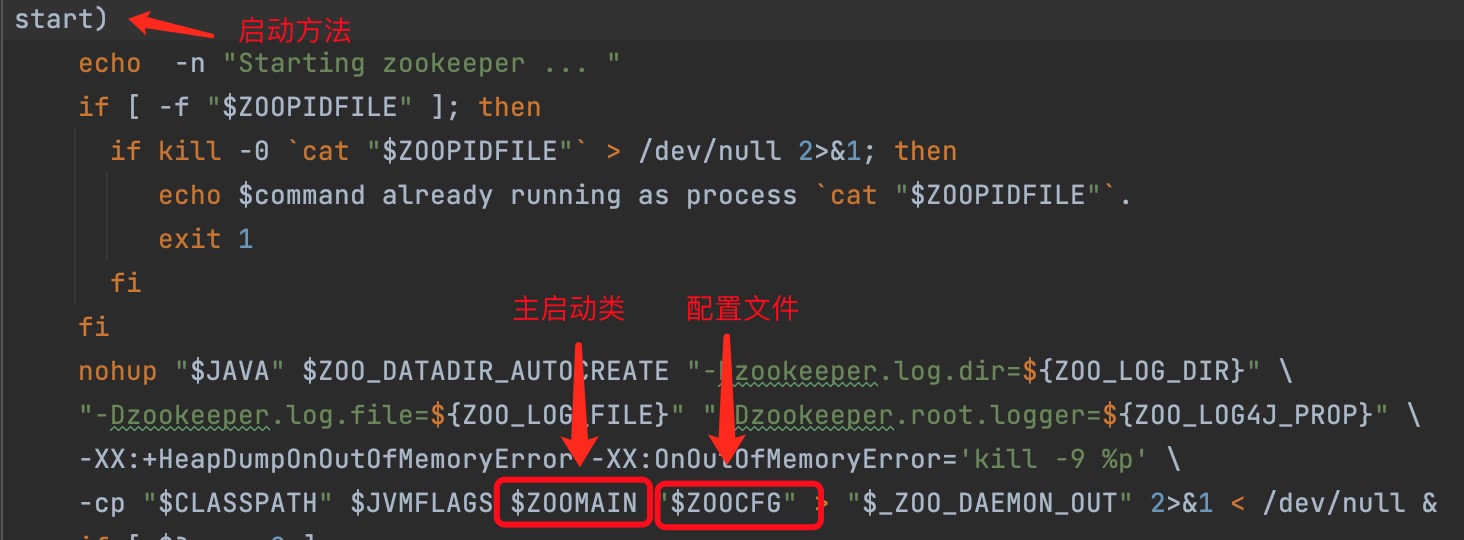 start)
启动方法
echo  -n "Starting zookeeper ... "
if [ -f "$ZOOPIDFILE" ]; then
if kill -0 `cat "$ZOOPIDFILE"` > /dev/null 2>&1; then
echo $command already running as process `cat "$ZOOPIDFILE"`.
exit 1
fi
主启动类 配置文件
fi
nohup "$JAVA" $ZOO_DATADIR_AUTOCREATE "-Dzookeeper.log.dir=${ZOO_LOG_DIR}" \
"-Dzookeeper.log.file=${ZOO_LOG_FILE}" "-Dzookeeper.root.logger=${ZOO_LOG4J_PROP}" \
-XX:+HeapDumpOnOutOfMemoryError -XX:OnOutOfMemoryError='kill -9 %p' \
-cp "$CLASSPATH" $JVMFLAGS $ZOOMAIN "$ZOOCFG" > "$_ZOO_DAEMON_OUT" 2>&1 < /dev/null &